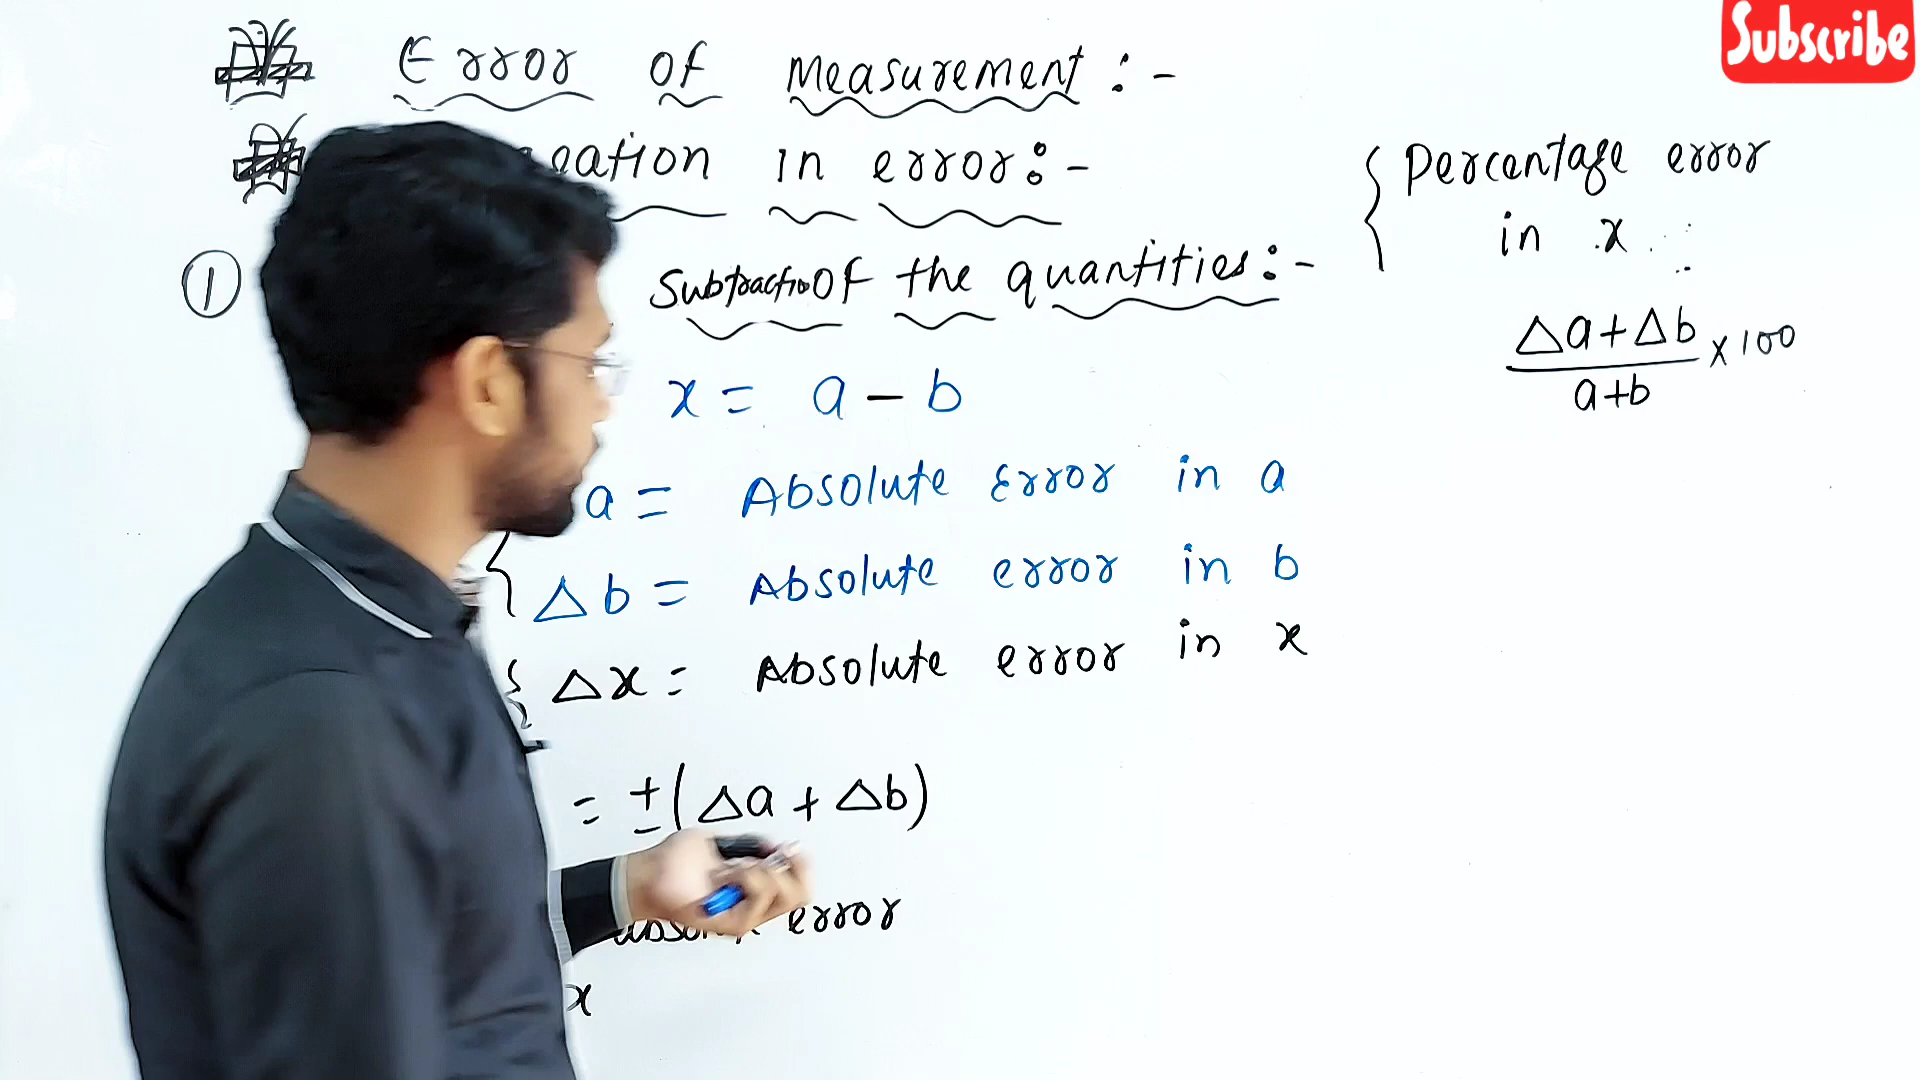 Subscribe
Error of measurement :-
in error :-
① Subtraction of the quantities :-
x = a - b
a = Absolute Error in a
Δb = Absolute error in b
Δx = Absolute error in x
= ±(Δa + Δb)
error
x
Percentage error
in x
Δa+Δb
a+b
×100